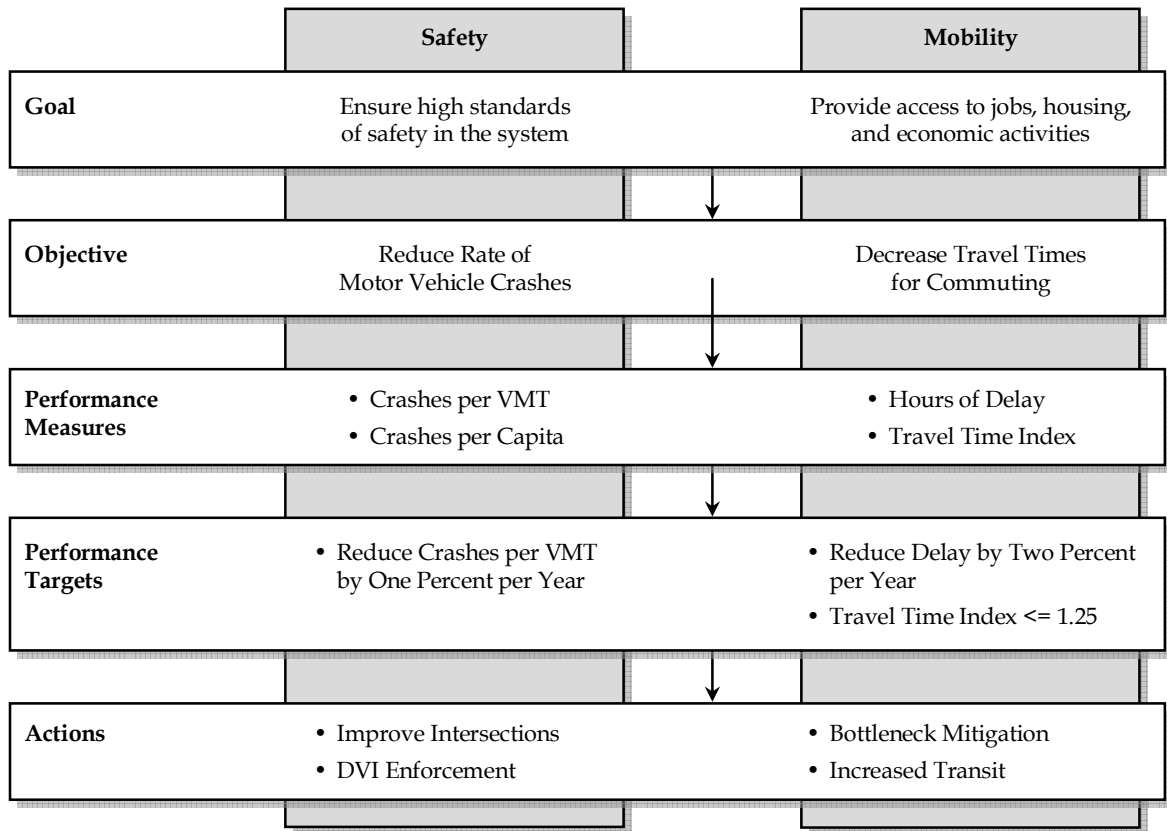 Safety
Mobility
Goal
Ensure high standards
of safety in the system
Provide access to jobs, housing,
and economic activities
Objective
Reduce Rate of
Motor Vehicle Crashes
Decrease Travel Times
for Commuting
Performance
Measures
• Crashes per VMT
• Crashes per Capita
• Hours of Delay
• Travel Time Index
Performance
Targets
• Reduce Crashes per VMT
by One Percent per Year
• Reduce Delay by Two Percent
per Year
• Travel Time Index <= 1.25
Actions
• Improve Intersections
• DVI Enforcement
• Bottleneck Mitigation
• Increased Transit